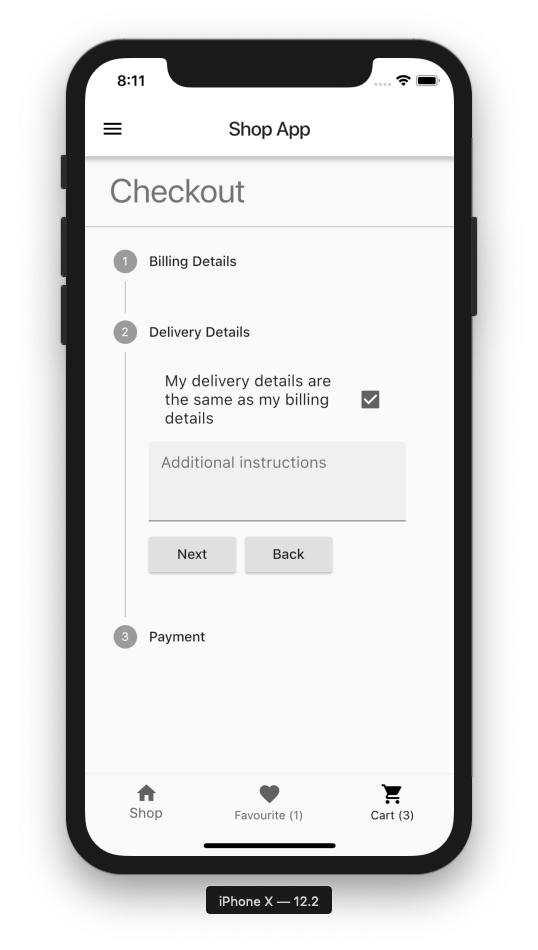 8:11
Shop App
Checkout
1 Billing Details
2 Delivery Details
My delivery details are
the same as my billing
details
Additional instructions
Next Back
3 Payment
Shop Favourite (1) Cart (3)
iPhone X — 12.2